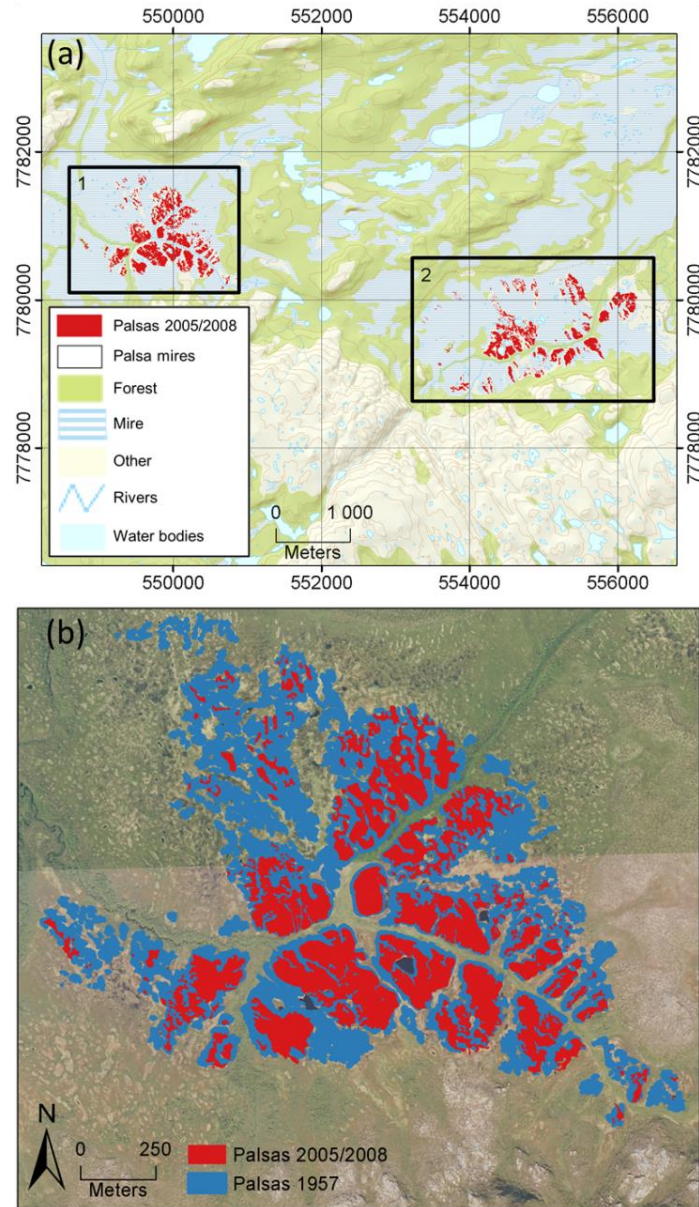 (a)
550000 552000 554000 556000
7782000
7780000
7778000
7782000
7780000
7778000
1
2
Palsas 2005/2008
Palsa mires
Forest
Mire
Other
Rivers
Water bodies
0 1 000
Meters
550000 552000 554000 556000
(b)
N
0 250
Meters
Palsas 2005/2008
Palsas 1957